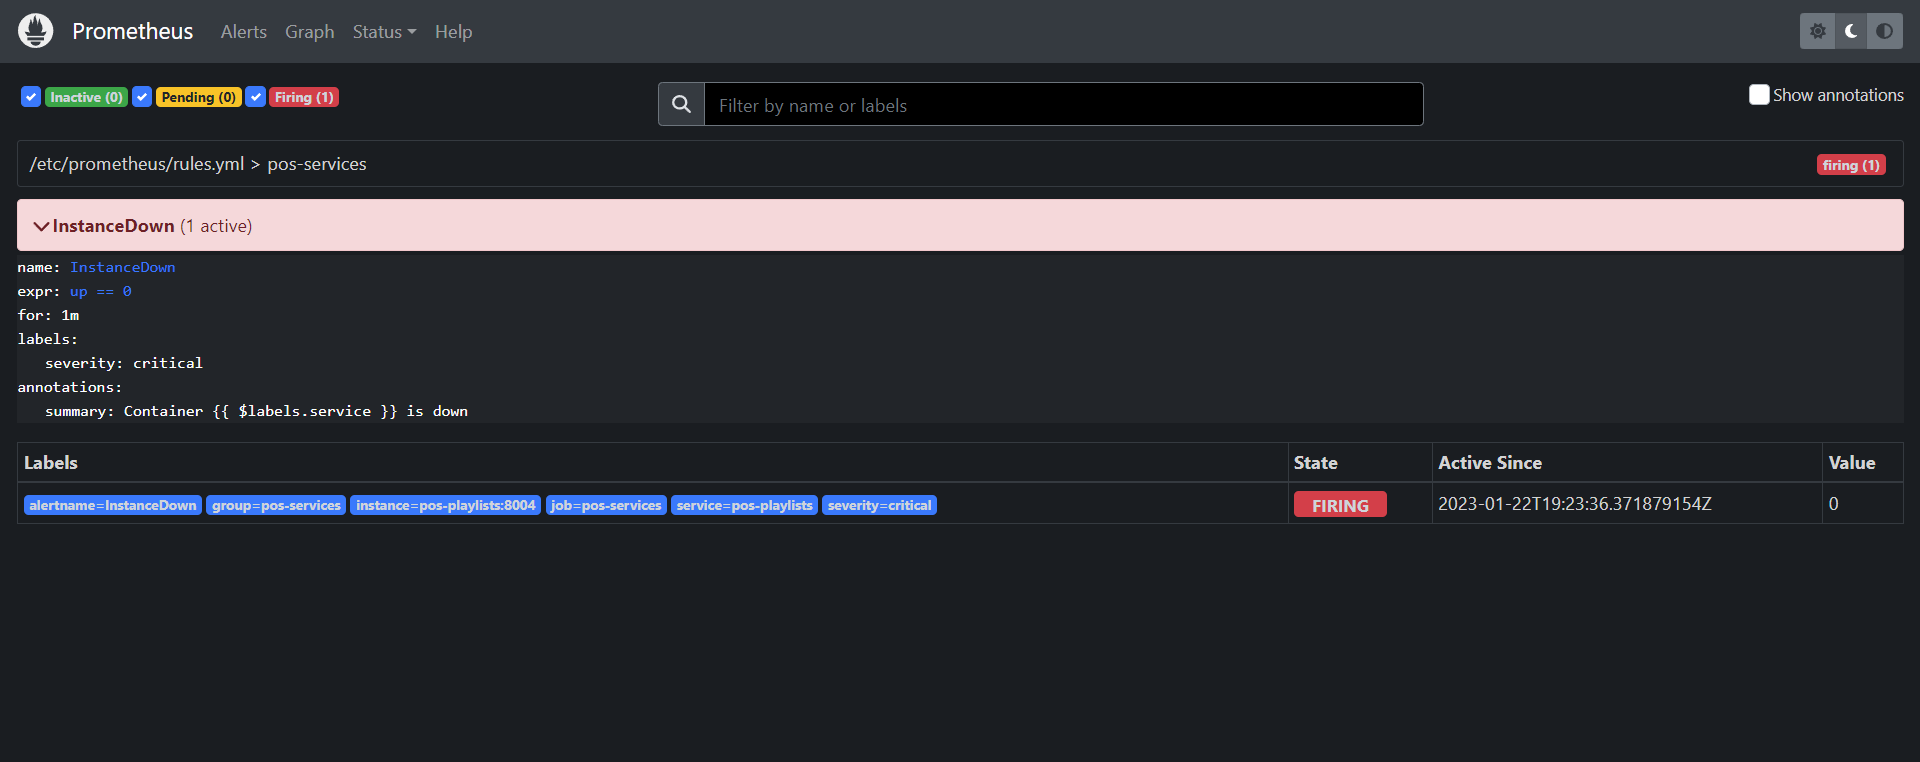 Prometheus Alerts Graph Status Help
Inactive (0) Pending (0) Firing (1) Filter by name or labels Show annotations
/etc/prometheus/rules.yml > pos-services firing (1)
InstanceDown (1 active)
name: InstanceDown
expr: up == 0
for: 1m
labels:
severity: critical
annotations:
summary: Container {{ $labels.service }} is down
Labels State Active Since Value
alertname=InstanceDown group=pos-services instance=pos-playlists:8004 job=pos-services service=pos-playlists severity=critical FIRING 2023-01-22T19:23:36.371879154Z 0